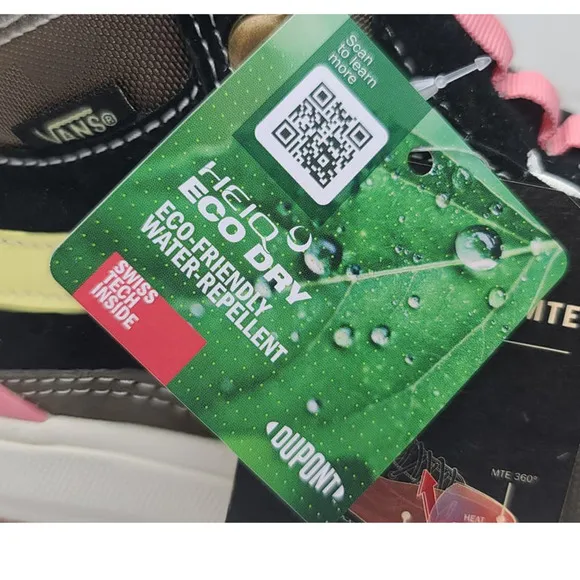 Scan
to learn
more
VANS®
HeiQ
ECO DRY
ECO-FRIENDLY
WATER-REPELLENT
SWISS
TECH
INSIDE
DUPONT
MTE
MTE 360°
HEAT